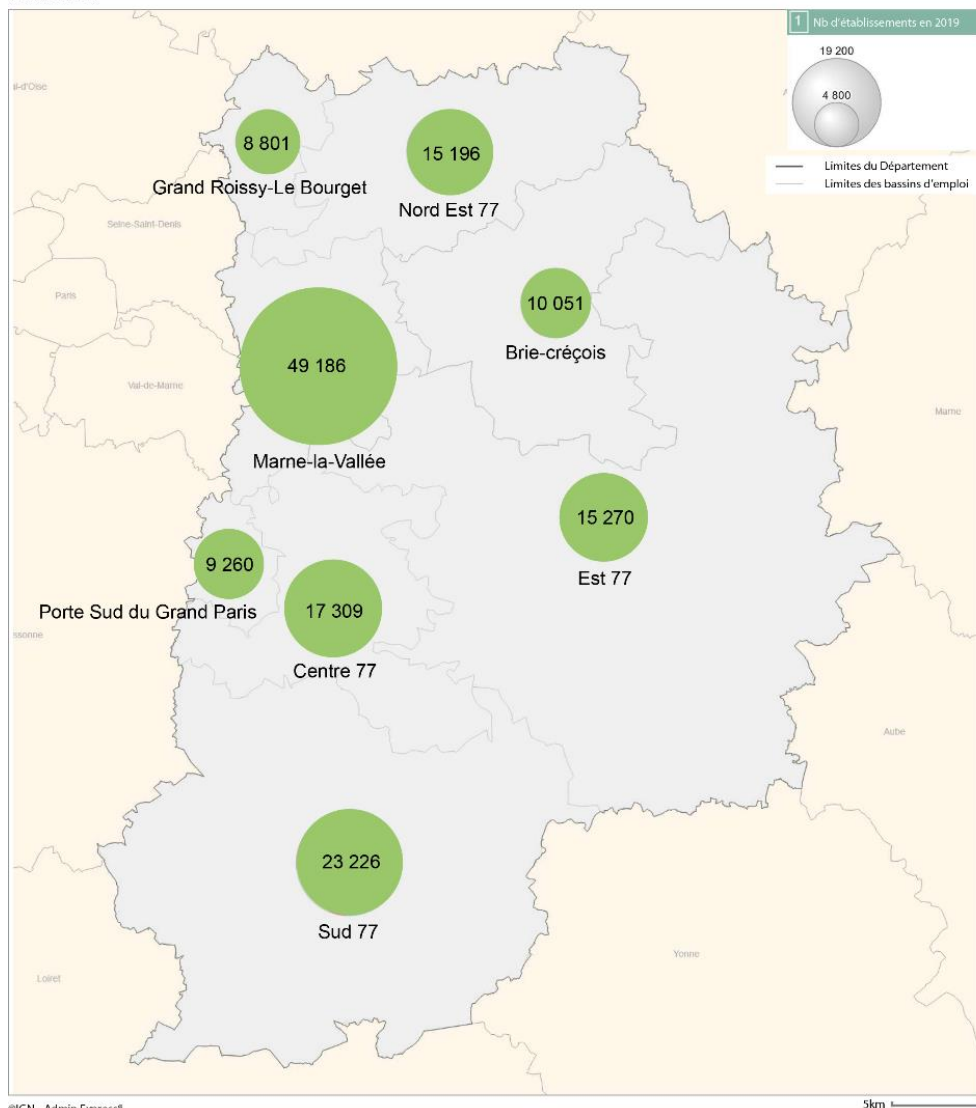 1 Nb d'établissements en 2019
19 200
4 800
Limites du Département
Limites des bassins d'emploi
8 801
Grand Roissy-Le Bourget
15 196
Nord Est 77
Seine-Saint-Denis
Paris
Val-de-Marne
10 051
Brie-créçois
49 186
Marne-la-Vallée
Marne
15 270
Est 77
9 260
Porte Sud du Grand Paris
17 309
Centre 77
Aube
23 226
Sud 77
Yonne
Loiret
5km